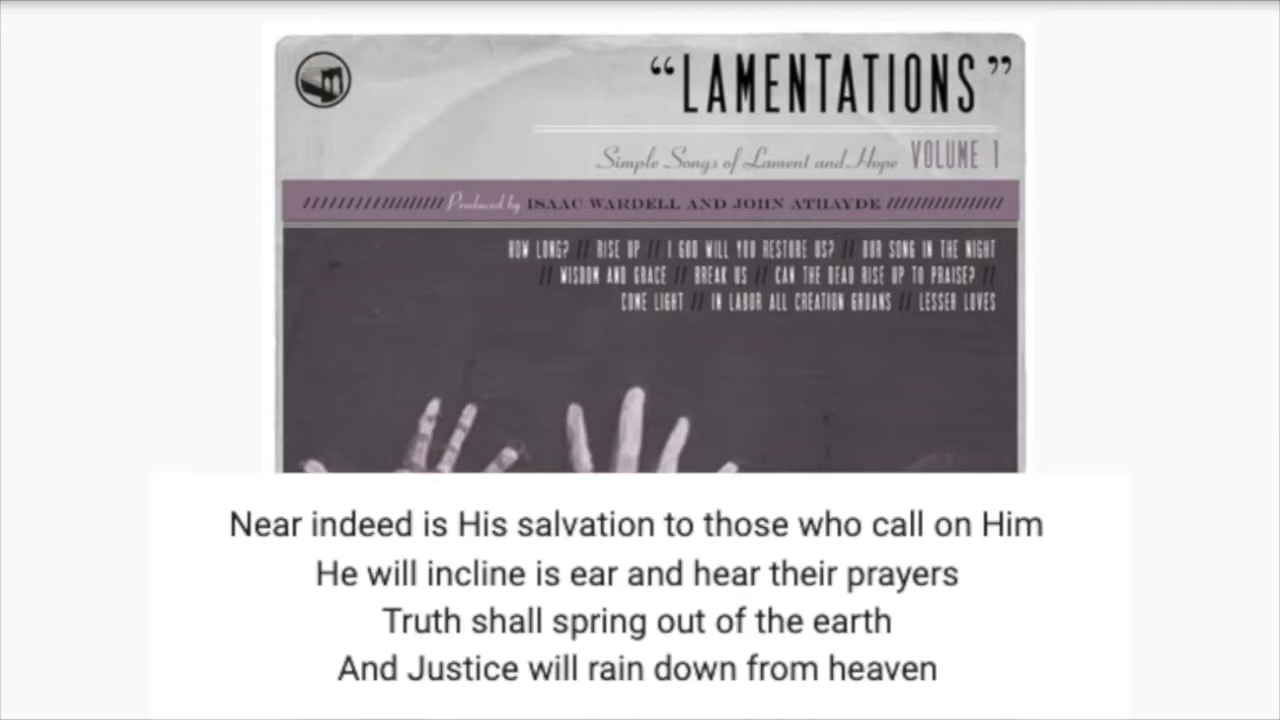 “LAMENTATIONS”
Simple Songs of Lament and Hope VOLUME 1
Produced by ISAAC WARDELL AND JOHN ATHAYDE
HOW LONG? // RISE UP // I GOD WILL YOU RESTORE US? // OUR SONG IN THE NIGHT
// WISDOM AND GRACE // BREAK US // CAN THE DEAD RISE UP TO PRAISE? //
COME LIGHT // IN LABOR ALL CREATION GROANS // LESSER LOVES
Near indeed is His salvation to those who call on Him
He will incline is ear and hear their prayers
Truth shall spring out of the earth
And Justice will rain down from heaven